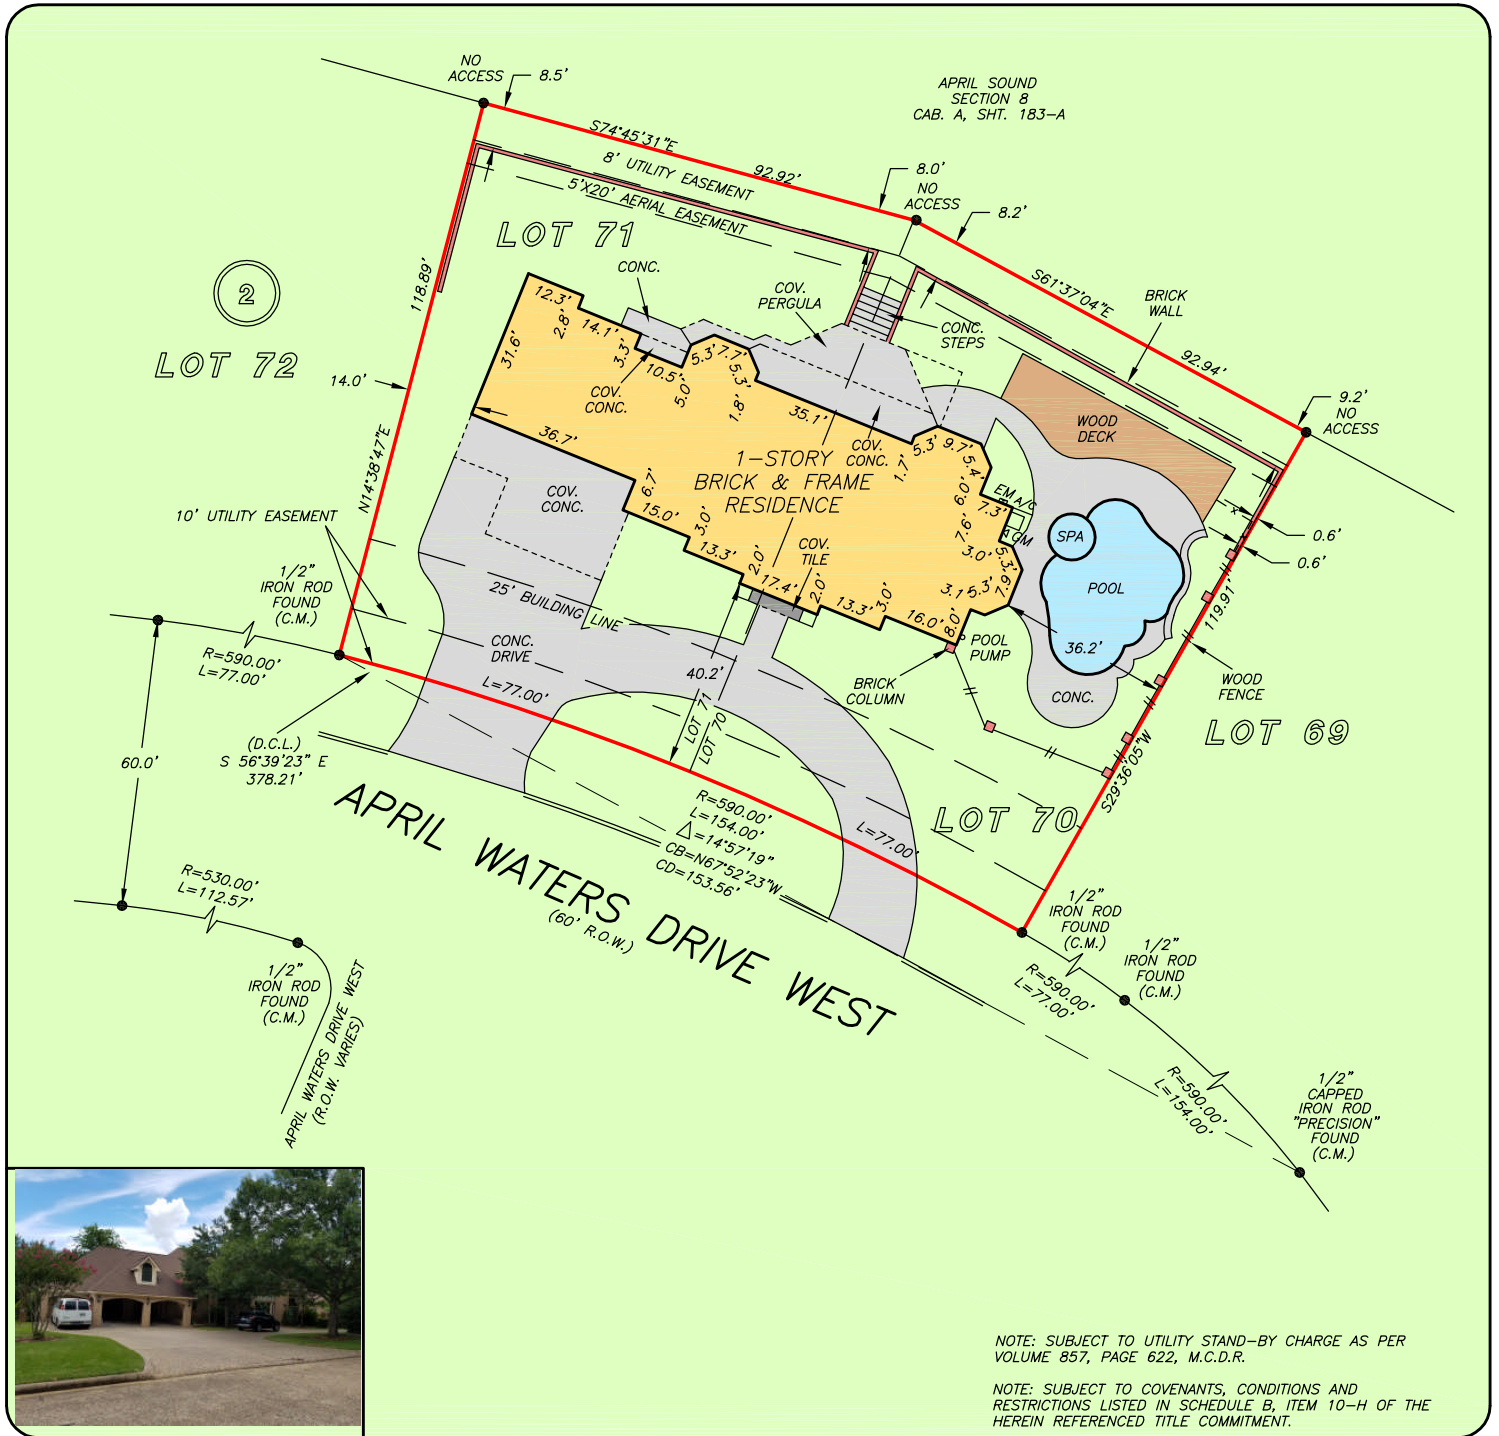 NO
ACCESS
8.5'
APRIL SOUND
SECTION 8
CAB. A, SHT. 183-A
S74°45'31"E
92.92'
8' UTILITY EASEMENT
5'X20' AERIAL EASEMENT
8.0'
NO
ACCESS
8.2'
LOT 71
CONC.
COV.
PERGULA
S61°37'04"E
92.94'
BRICK
WALL
CONC.
STEPS
9.2'
NO
ACCESS
2
LOT 72
118.89'
14.0'
N14°38'47"E
12.3'
2.8'
14.1'
3.3'
31.6'
10.5'
5.0'
5.3'
7.7'
5.3'
1.8'
35.1'
COV.
CONC.
COV.
CONC.
1.7'
5.3'
9.7'
5.4'
6.0'
7.3'
7.6'
3.0'
5.3'
7.9'
5.3'
3.1
EM
A/C
GM
WOOD
DECK
SPA
POOL
0.6'
0.6'
119.91'
36.7'
6.7'
15.0'
3.0'
13.3'
2.0'
17.4'
2.0'
13.3'
3.0'
16.0'
8.0'
1-STORY
BRICK & FRAME
RESIDENCE
COV.
CONC.
COV.
TILE
10' UTILITY EASEMENT
1/2"
IRON ROD
FOUND
(C.M.)
25' BUILDING LINE
CONC.
DRIVE
R=590.00'
L=77.00'
L=77.00'
40.2'
LOT 71
LOT 70
BRICK
COLUMN
POOL
PUMP
36.2'
CONC.
WOOD
FENCE
LOT 69
S29°36'05"W
(D.C.L.)
S 56°39'23" E
378.21'
60.0'
LOT 70
L=77.00'
R=590.00'
L=154.00'
△=14°57'19"
CB=N67°52'23"W
CD=153.56'
APRIL WATERS DRIVE WEST
(60' R.O.W.)
R=530.00'
L=112.57'
1/2"
IRON ROD
FOUND
(C.M.)
APRIL WATERS DRIVE WEST
(R.O.W. VARIES)
1/2"
IRON ROD
FOUND
(C.M.)
1/2"
IRON ROD
FOUND
(C.M.)
R=590.00'
L=77.00'
R=590.00'
L=154.00'
1/2"
CAPPED
IRON ROD
"PRECISION"
FOUND
(C.M.)
NOTE: SUBJECT TO UTILITY STAND-BY CHARGE AS PER
VOLUME 857, PAGE 622, M.C.D.R.
NOTE: SUBJECT TO COVENANTS, CONDITIONS AND
RESTRICTIONS LISTED IN SCHEDULE B, ITEM 10-H OF THE
HEREIN REFERENCED TITLE COMMITMENT.